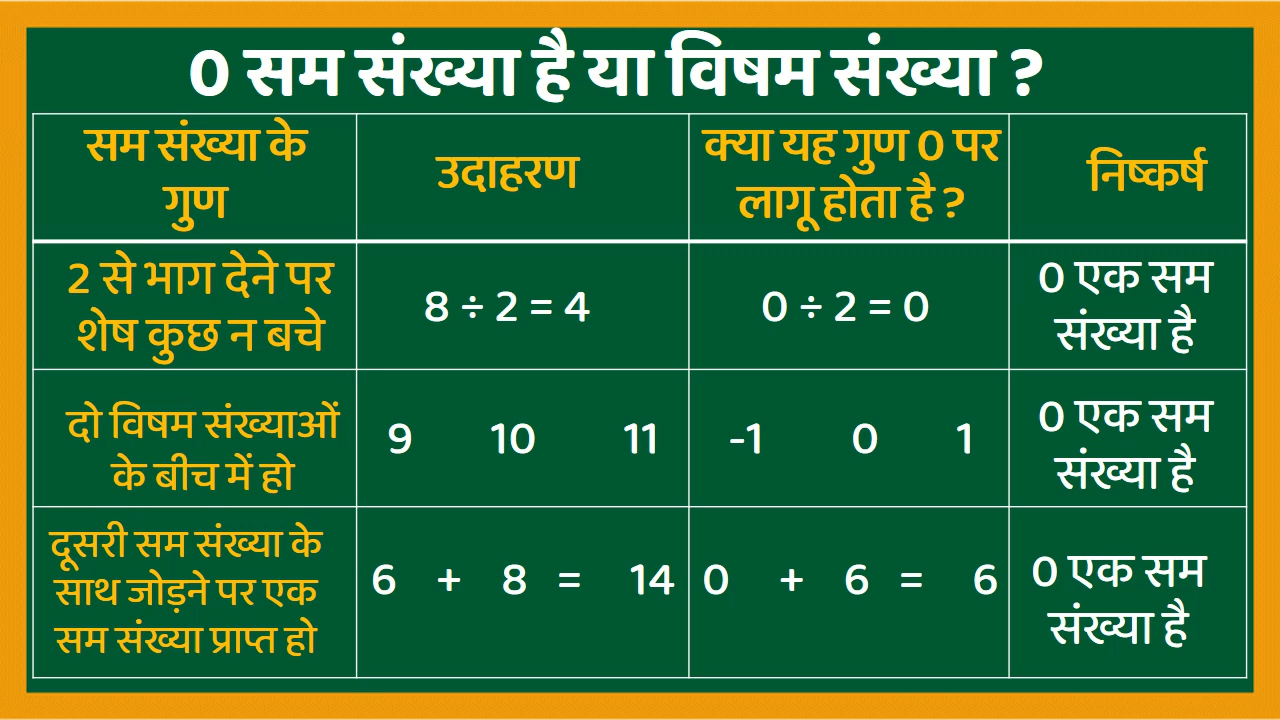 0 सम संख्या है या विषम संख्या ?
सम संख्या के
गुण
उदाहरण
क्या यह गुण 0 पर
लागू होता है ?
निष्कर्ष
2 से भाग देने पर
शेष कुछ न बचे
8 ÷ 2 = 4
0 ÷ 2 = 0
0 एक सम
संख्या है
दो विषम संख्याओं
के बीच में हो
9 10 11
-1 0 1
0 एक सम
संख्या है
दूसरी सम संख्या के
साथ जोड़ने पर एक
सम संख्या प्राप्त हो
6 + 8 = 14
0 + 6 = 6
0 एक सम
संख्या है